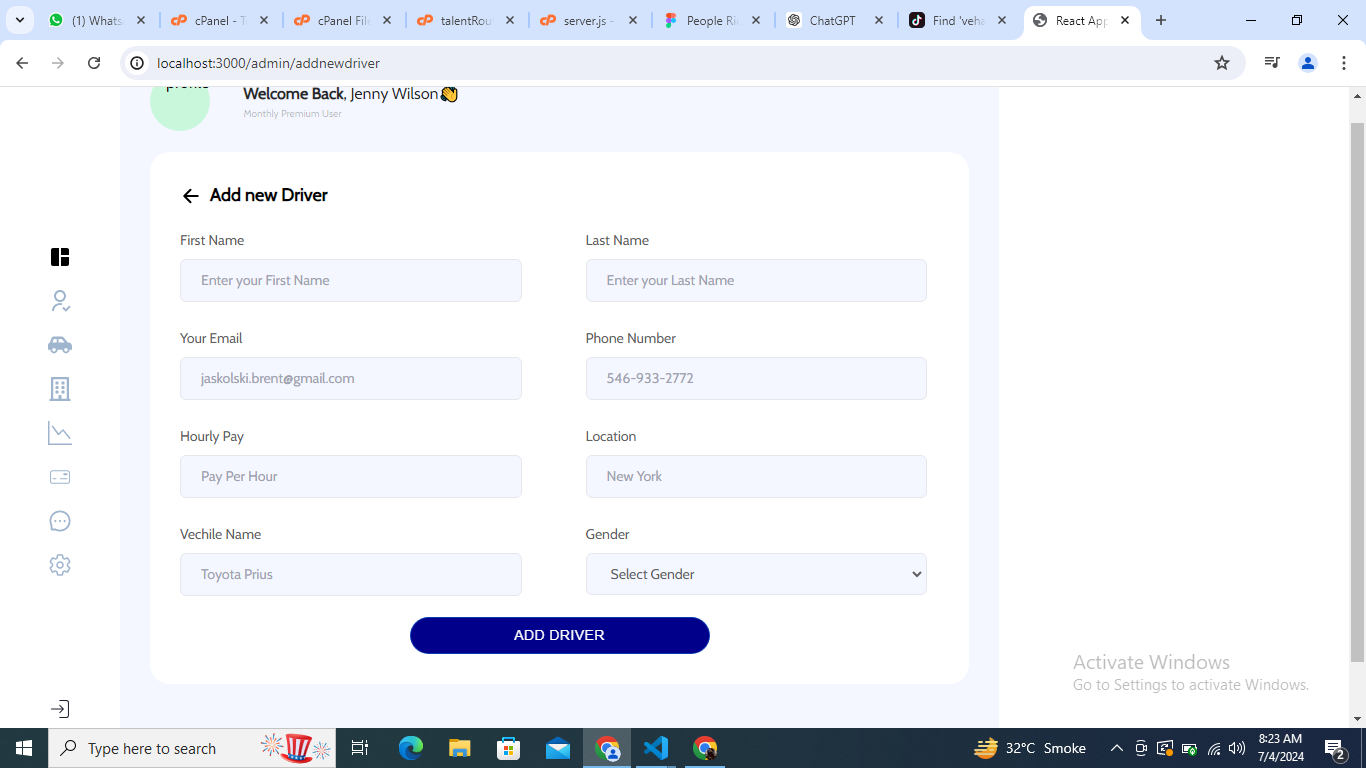 (1) Whats
cPanel - T
cPanel File
talentRou
server.js -
People Ri
ChatGPT
Find 'veha
React App
localhost:3000/admin/addnewdriver
Welcome Back, Jenny Wilson👋
Monthly Premium User
Add new Driver
First Name Last Name
Enter your First Name Enter your Last Name
Your Email Phone Number
jaskolski.brent@gmail.com 546-933-2772
Hourly Pay Location
Pay Per Hour New York
Vechile Name Gender
Toyota Prius Select Gender
ADD DRIVER
Activate Windows
Go to Settings to activate Windows.
Type here to search
32°C Smoke
8:23 AM
7/4/2024
2